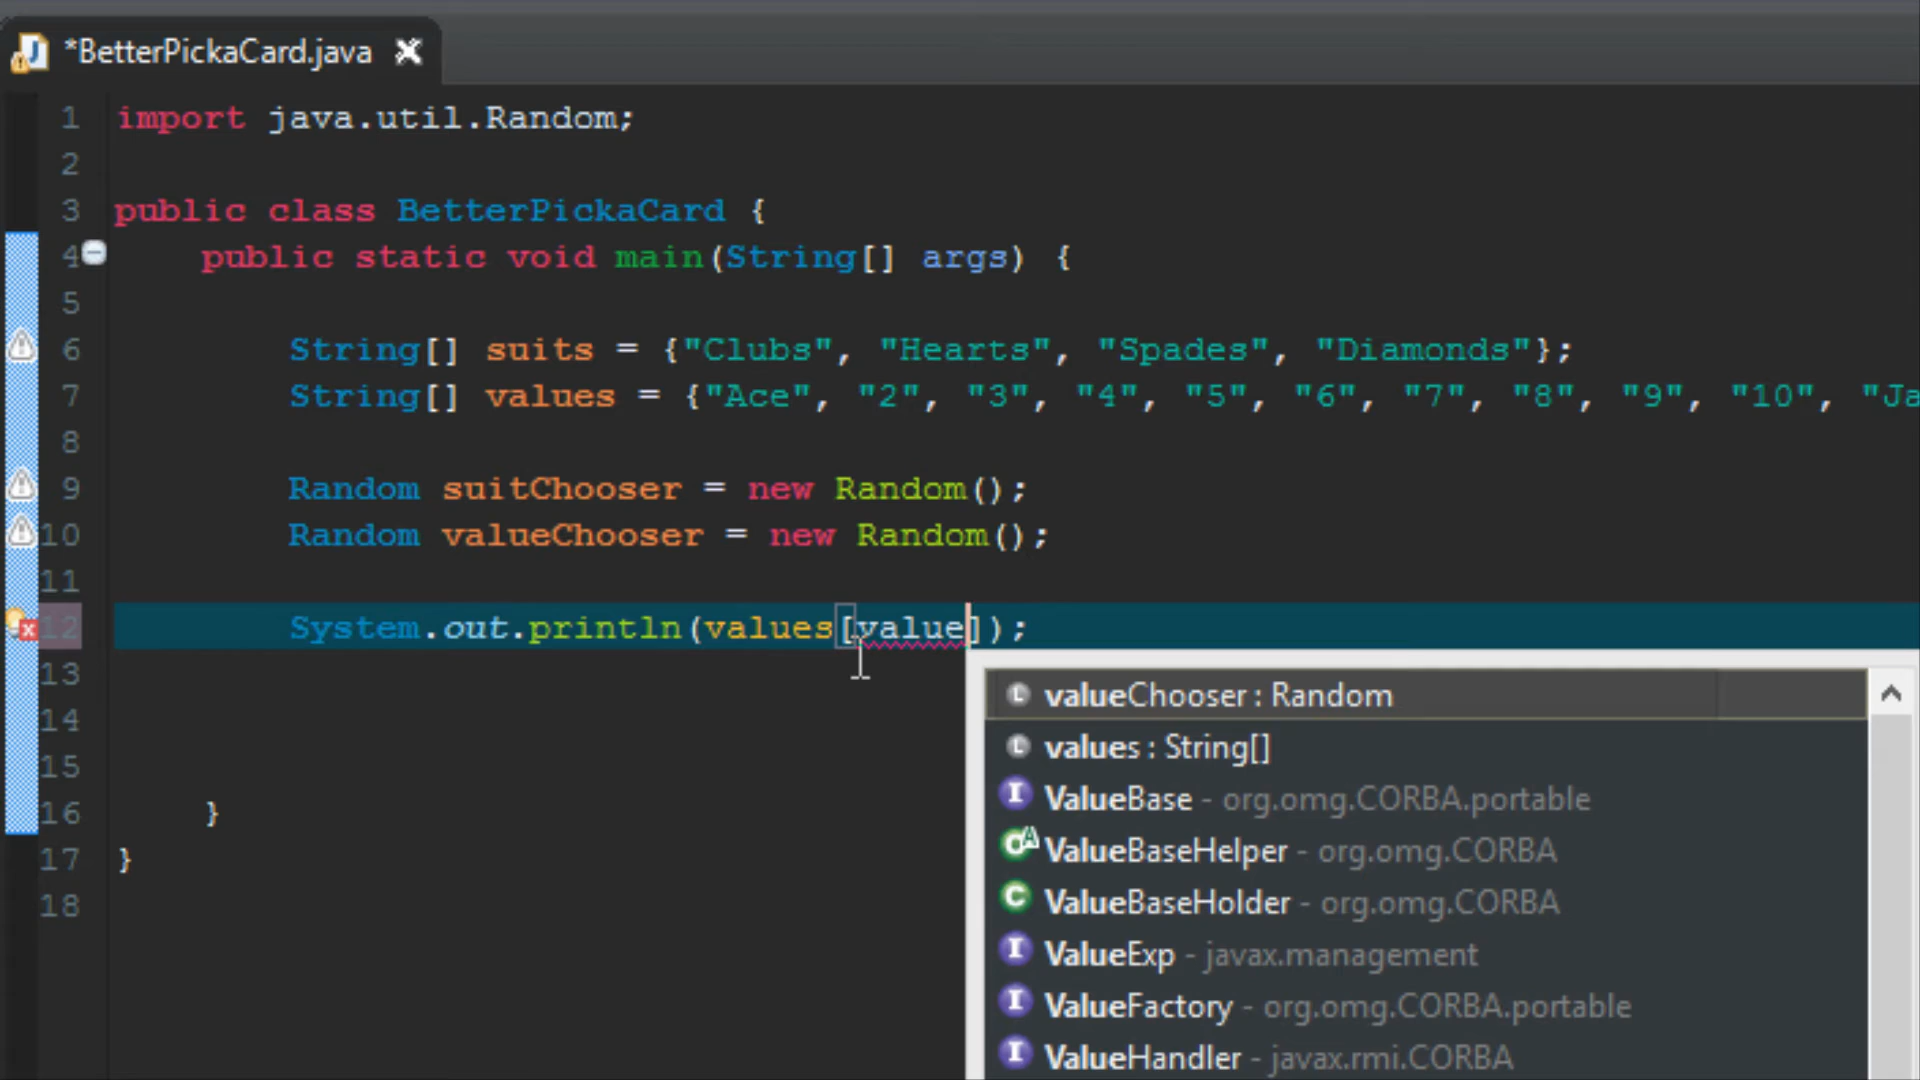 *BetterPickaCard.java
1 import java.util.Random;
2
3 public class BetterPickaCard {
4 public static void main(String[] args) {
5
6 String[] suits = {"Clubs", "Hearts", "Spades", "Diamonds"};
7 String[] values = {"Ace", "2", "3", "4", "5", "6", "7", "8", "9", "10", "Ja
8
9 Random suitChooser = new Random();
10 Random valueChooser = new Random();
11
12 System.out.println(values[value]);
13
14
15
16 }
17 }
18
valueChooser : Random
values : String[]
ValueBase - org.omg.CORBA.portable
ValueBaseHelper - org.omg.CORBA
ValueBaseHolder - org.omg.CORBA
ValueExp - javax.management
ValueFactory - org.omg.CORBA.portable
ValueHandler - javax.rmi.CORBA